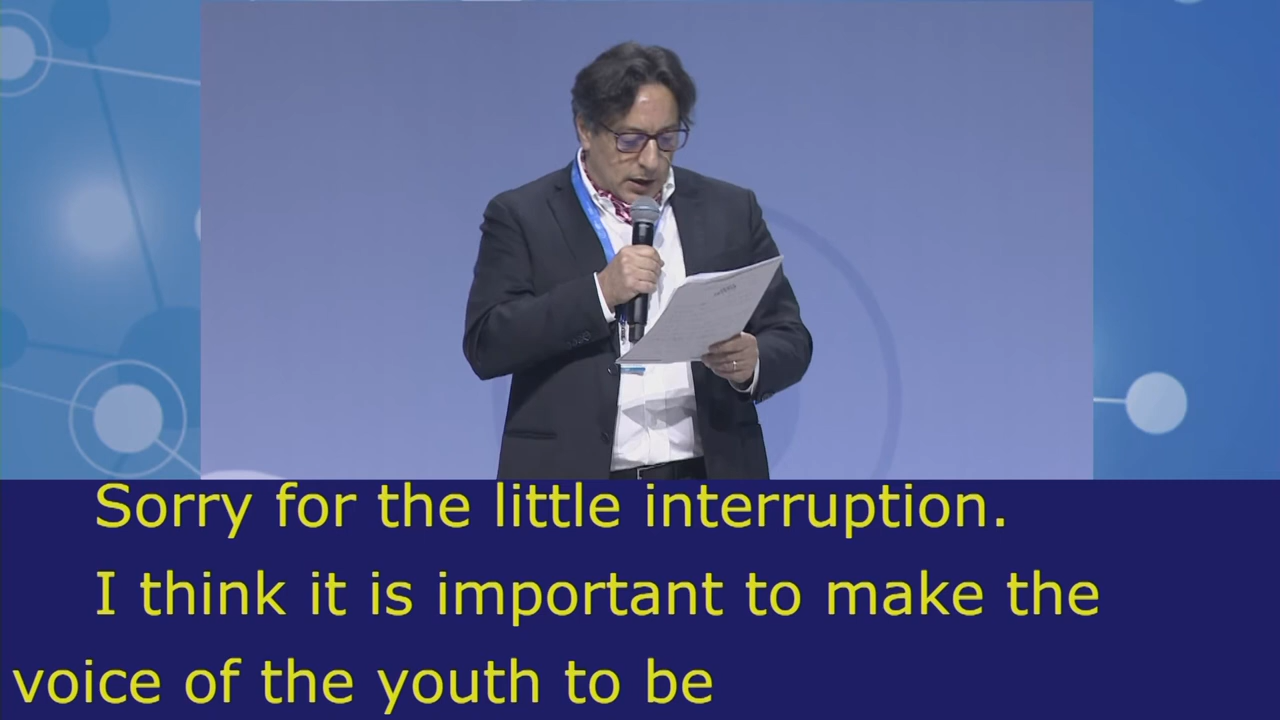 Sorry for the little interruption.
I think it is important to make the
voice of the youth to be